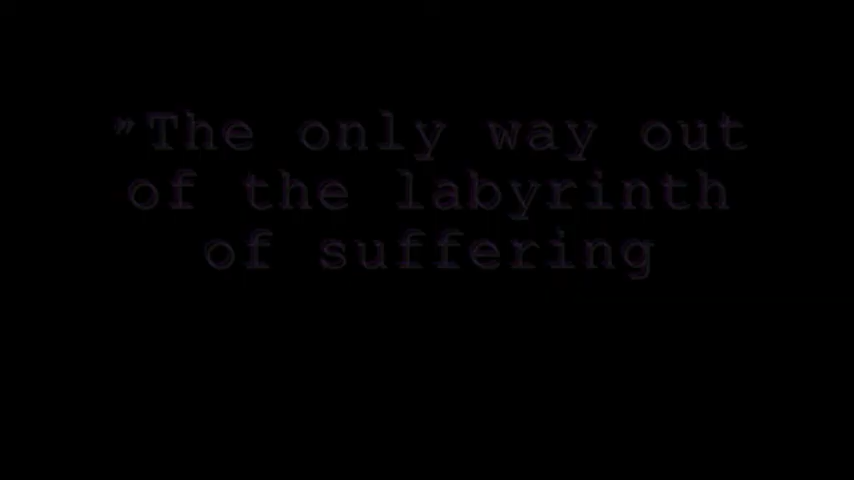 ”The only way out
of the labyrinth
of suffering